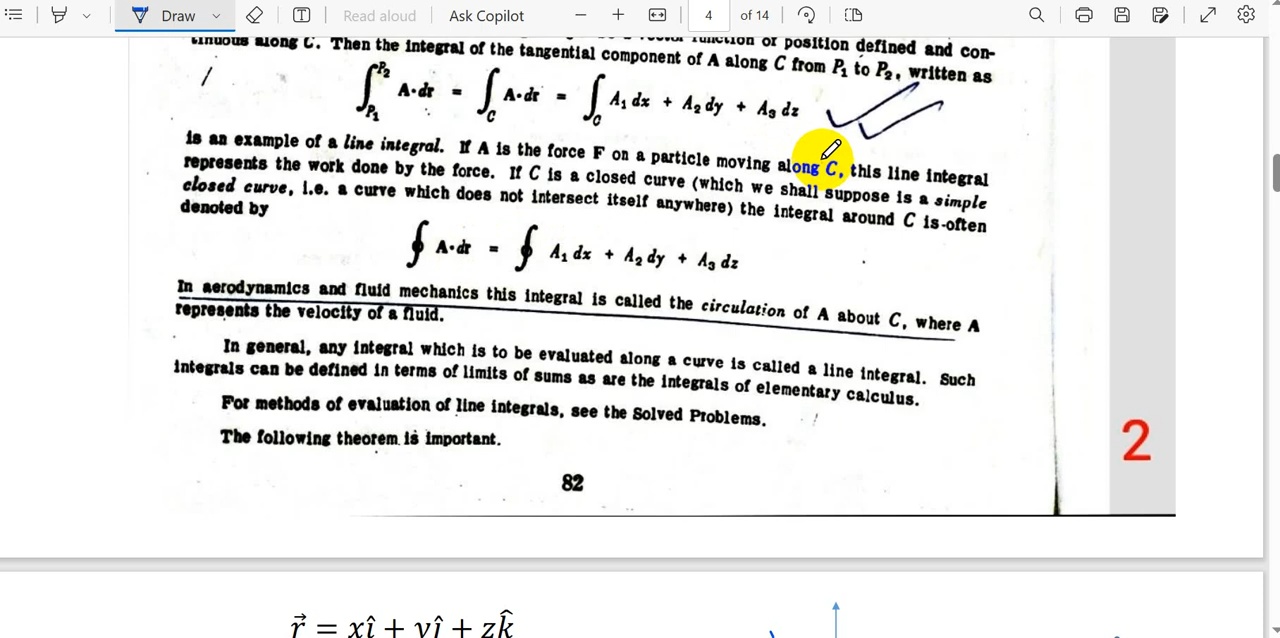 Draw
Read aloud
Ask Copilot
4
of 14
tinuous along C. Then the integral of the tangential component of A along C from P₁ to P₂, written as
∫_{P₁}^{P₂} A·dr = ∫_C A·dr = ∫_C A₁ dx + A₂ dy + A₃ dz
is an example of a line integral. If A is the force F on a particle moving along C, this line integral
represents the work done by the force. If C is a closed curve (which we shall suppose is a simple
closed curve, i.e. a curve which does not intersect itself anywhere) the integral around C is often
denoted by
∮ A·dr = ∮ A₁ dx + A₂ dy + A₃ dz
In aerodynamics and fluid mechanics this integral is called the circulation of A about C, where A
represents the velocity of a fluid.
In general, any integral which is to be evaluated along a curve is called a line integral. Such
integrals can be defined in terms of limits of sums as are the integrals of elementary calculus.
For methods of evaluation of line integrals, see the Solved Problems.
The following theorem is important.
82
2